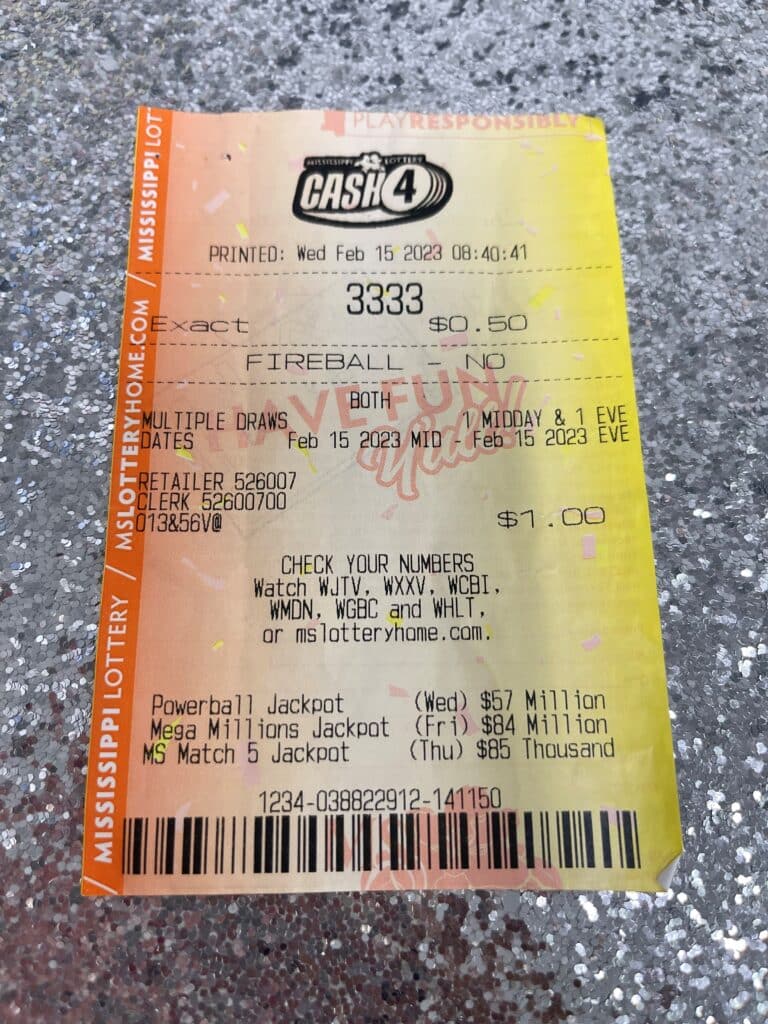 PLAY RESPONSIBLY
MISSISSIPPI LOTTERY
CASH 4
PRINTED: Wed Feb 15 2023 08:40:41
3333
Exact $0.50
FIREBALL - NO
BOTH
MULTIPLE DRAWS 1 MIDDAY & 1 EVE
DATES Feb 15 2023 MID - Feb 15 2023 EVE
HAVE FUN,
Y'all!
RETAILER 526007
CLERK 52600700
013&56V@ $1.00
CHECK YOUR NUMBERS
Watch WJTV, WXXV, WCBI,
WMDN, WGBC and WHLT,
or mslotteryhome.com.
Powerball Jackpot (Wed) $57 Million
Mega Millions Jackpot (Fri) $84 Million
MS Match 5 Jackpot (Thu) $85 Thousand
1234-038822912-141150
MISSISSIPPI LOTTERY / MSLOTTERYHOME.COM / MISSISSIPPI LOT